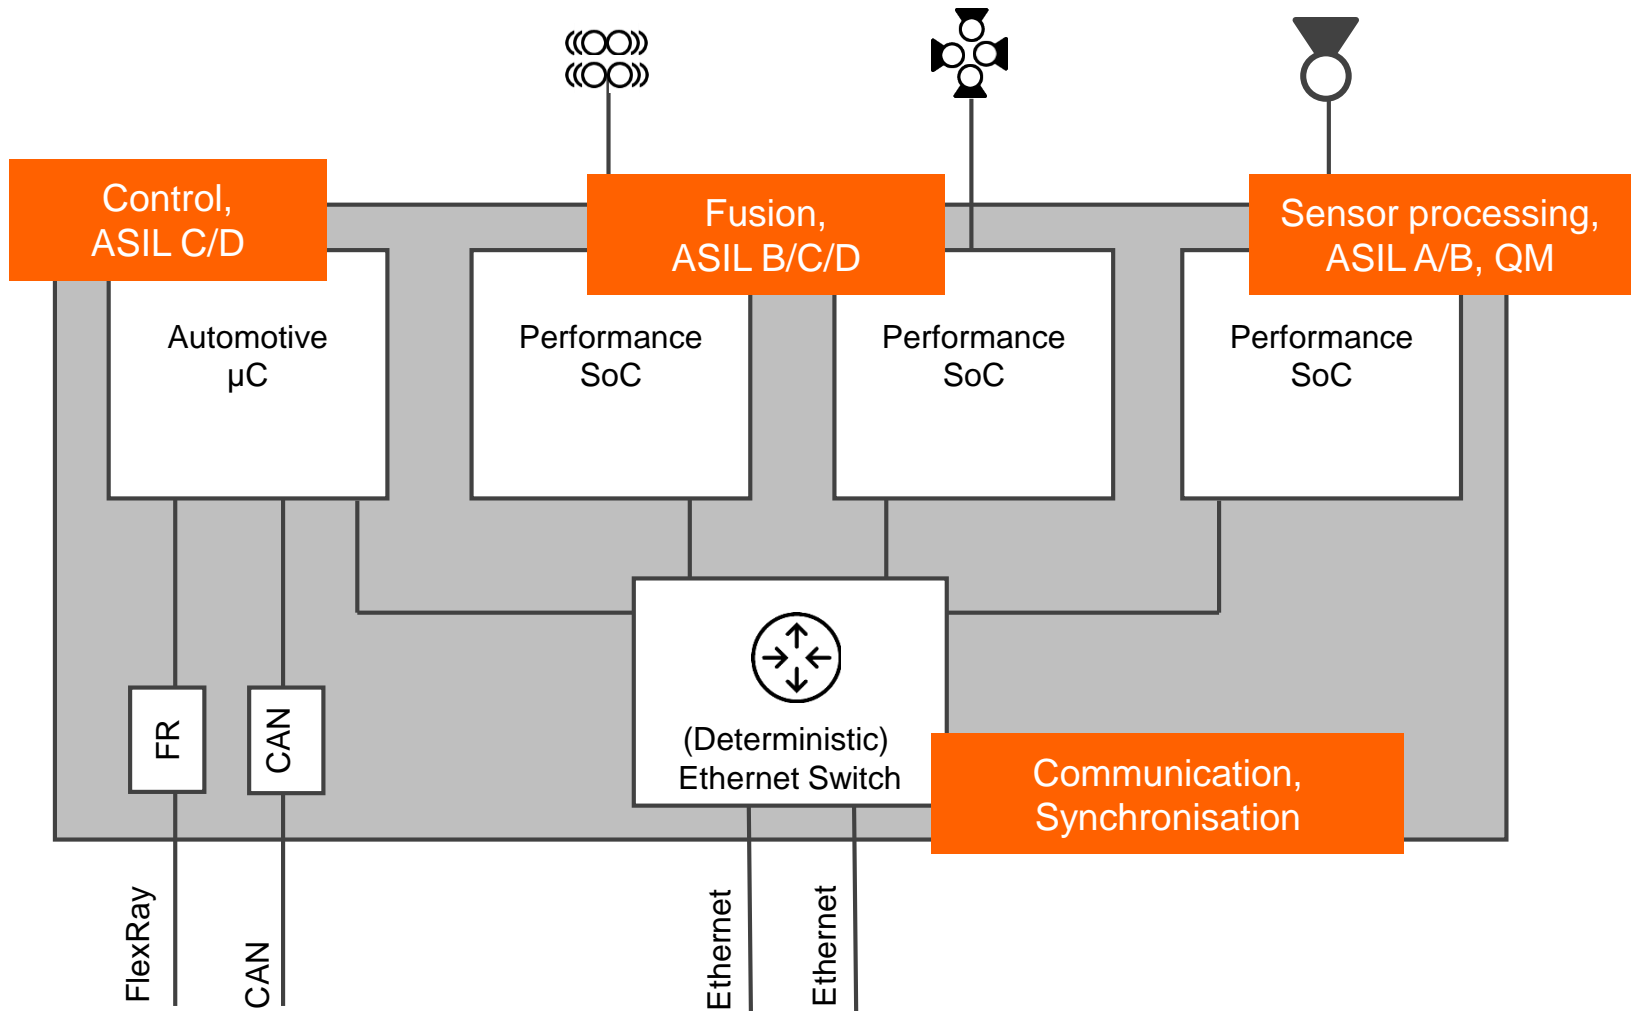 Control,
ASIL C/D
Fusion,
ASIL B/C/D
Sensor processing,
ASIL A/B, QM
Automotive
µC
Performance
SoC
Performance
SoC
Performance
SoC
FR
CAN
(Deterministic)
Ethernet Switch
Communication,
Synchronisation
FlexRay
CAN
Ethernet
Ethernet